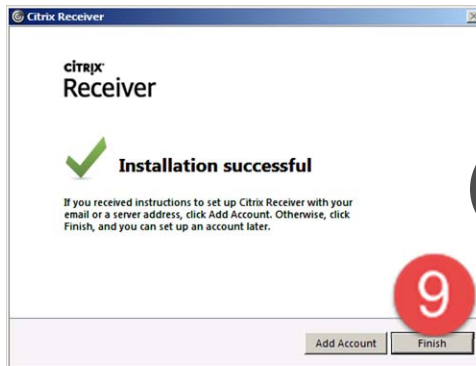 Citrix Receiver
CITRIX
Receiver
Installation successful
If you received instructions to set up Citrix Receiver with your
email or a server address, click Add Account. Otherwise, click
Finish, and you can set up an account later.
9
Add Account Finish